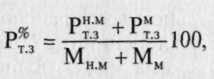 Р%т.з = (Рн.мт.з + Рмт.з) / (Мн.м + Мм) 100,